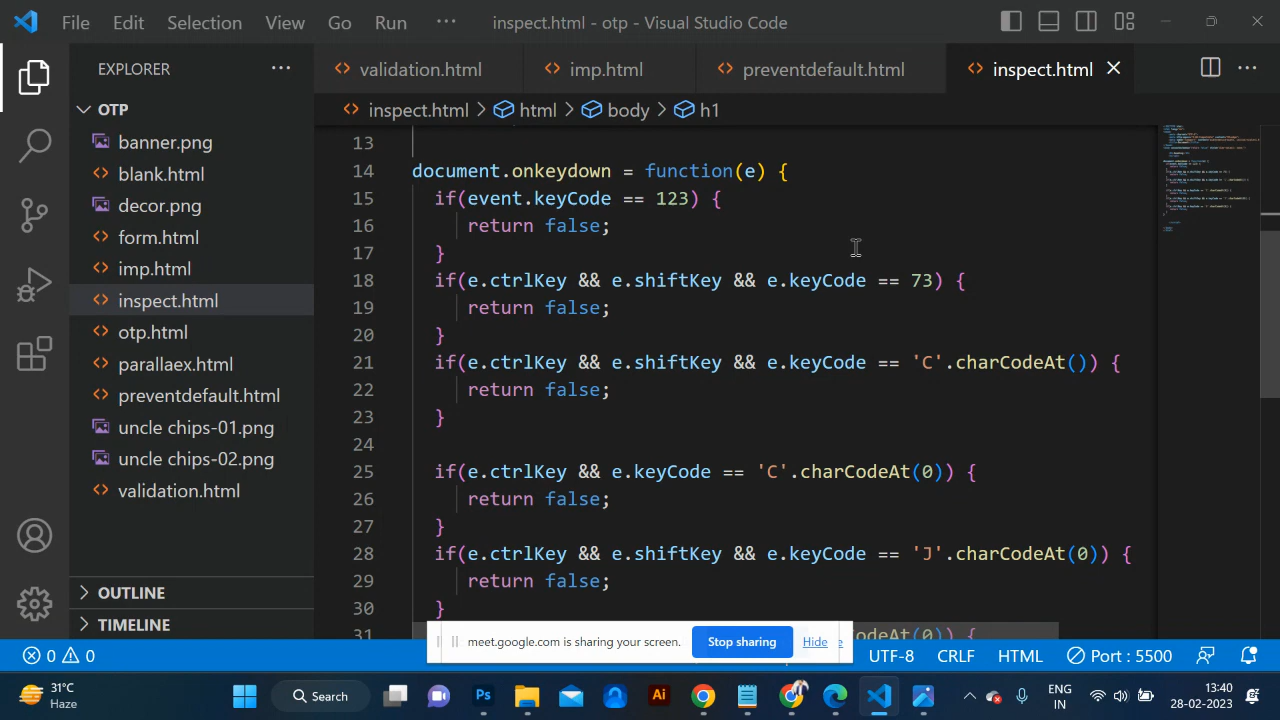 File Edit Selection View Go Run ··· inspect.html - otp - Visual Studio Code
EXPLORER ···
validation.html imp.html preventdefault.html inspect.html ···
OTP
inspect.html > html > body > h1
banner.png
blank.html
decor.png
form.html
imp.html
inspect.html
otp.html
parallaex.html
preventdefault.html
uncle chips-01.png
uncle chips-02.png
validation.html
OUTLINE
TIMELINE
13
14 document.onkeydown = function(e) {
15 if(event.keyCode == 123) {
16 return false;
17 }
18 if(e.ctrlKey && e.shiftKey && e.keyCode == 73) {
19 return false;
20 }
21 if(e.ctrlKey && e.shiftKey && e.keyCode == 'C'.charCodeAt()) {
22 return false;
23 }
24
25 if(e.ctrlKey && e.keyCode == 'C'.charCodeAt(0)) {
26 return false;
27 }
28 if(e.ctrlKey && e.shiftKey && e.keyCode == 'J'.charCodeAt(0)) {
29 return false;
30 }
31 odeAt(0)) {
meet.google.com is sharing your screen. Stop sharing Hide
0 0 UTF-8 CRLF HTML Port : 5500
31°C
Haze
Search
Ps
Ai
ENG
IN
13:40
28-02-2023